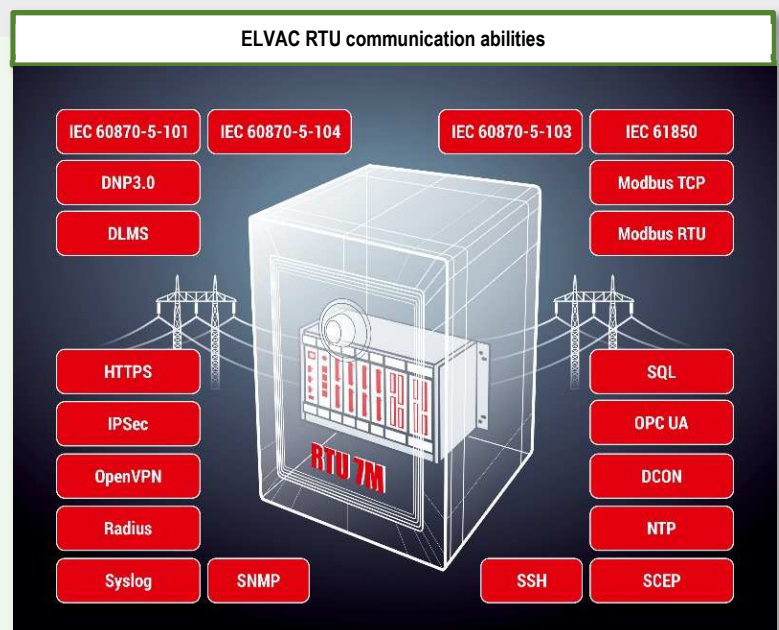 ELVAC RTU communication abilities
IEC 60870-5-101 IEC 60870-5-104 IEC 60870-5-103 IEC 61850
DNP3.0 Modbus TCP
DLMS Modbus RTU
HTTPS SQL
IPSec OPC UA
RTU 7M
OpenVPN DCON
Radius NTP
Syslog SNMP SSH SCEP